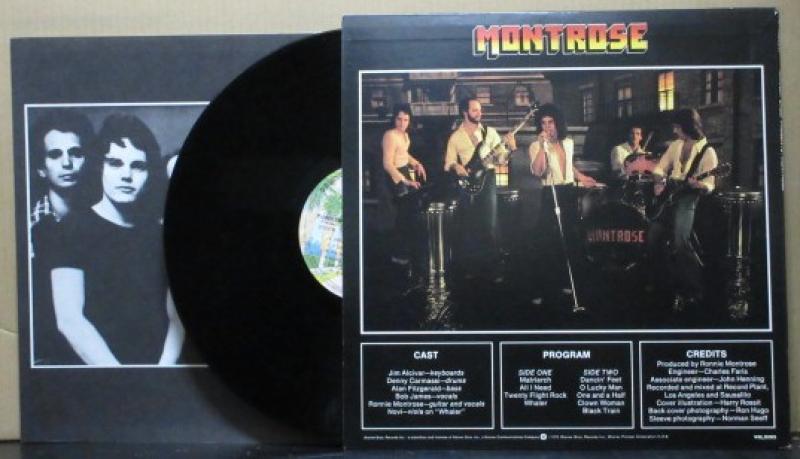 MONTROSE
MONTROSE
CAST
Jim Alcivar—keyboards
Denny Carmassi—drums
Alan Fitzgerald—bass
Bob James—vocals
Ronnie Montrose—guitar and vocals
Novi—viola on "Whaler"
PROGRAM
SIDE ONE
Matriarch
All I Need
Twenty Flight Rock
Whaler
SIDE TWO
Dancin' Feet
O Lucky Man
One and a Half
Clown Woman
Black Train
CREDITS
Produced by Ronnie Montrose
Engineer—Charles Faris
Associate engineer—John Henning
Recorded and mixed at Record Plant,
Los Angeles and Sausalito
Cover illustration—Harry Rossit
Back cover photography—Ron Hugo
Sleeve photography—Norman Seeff